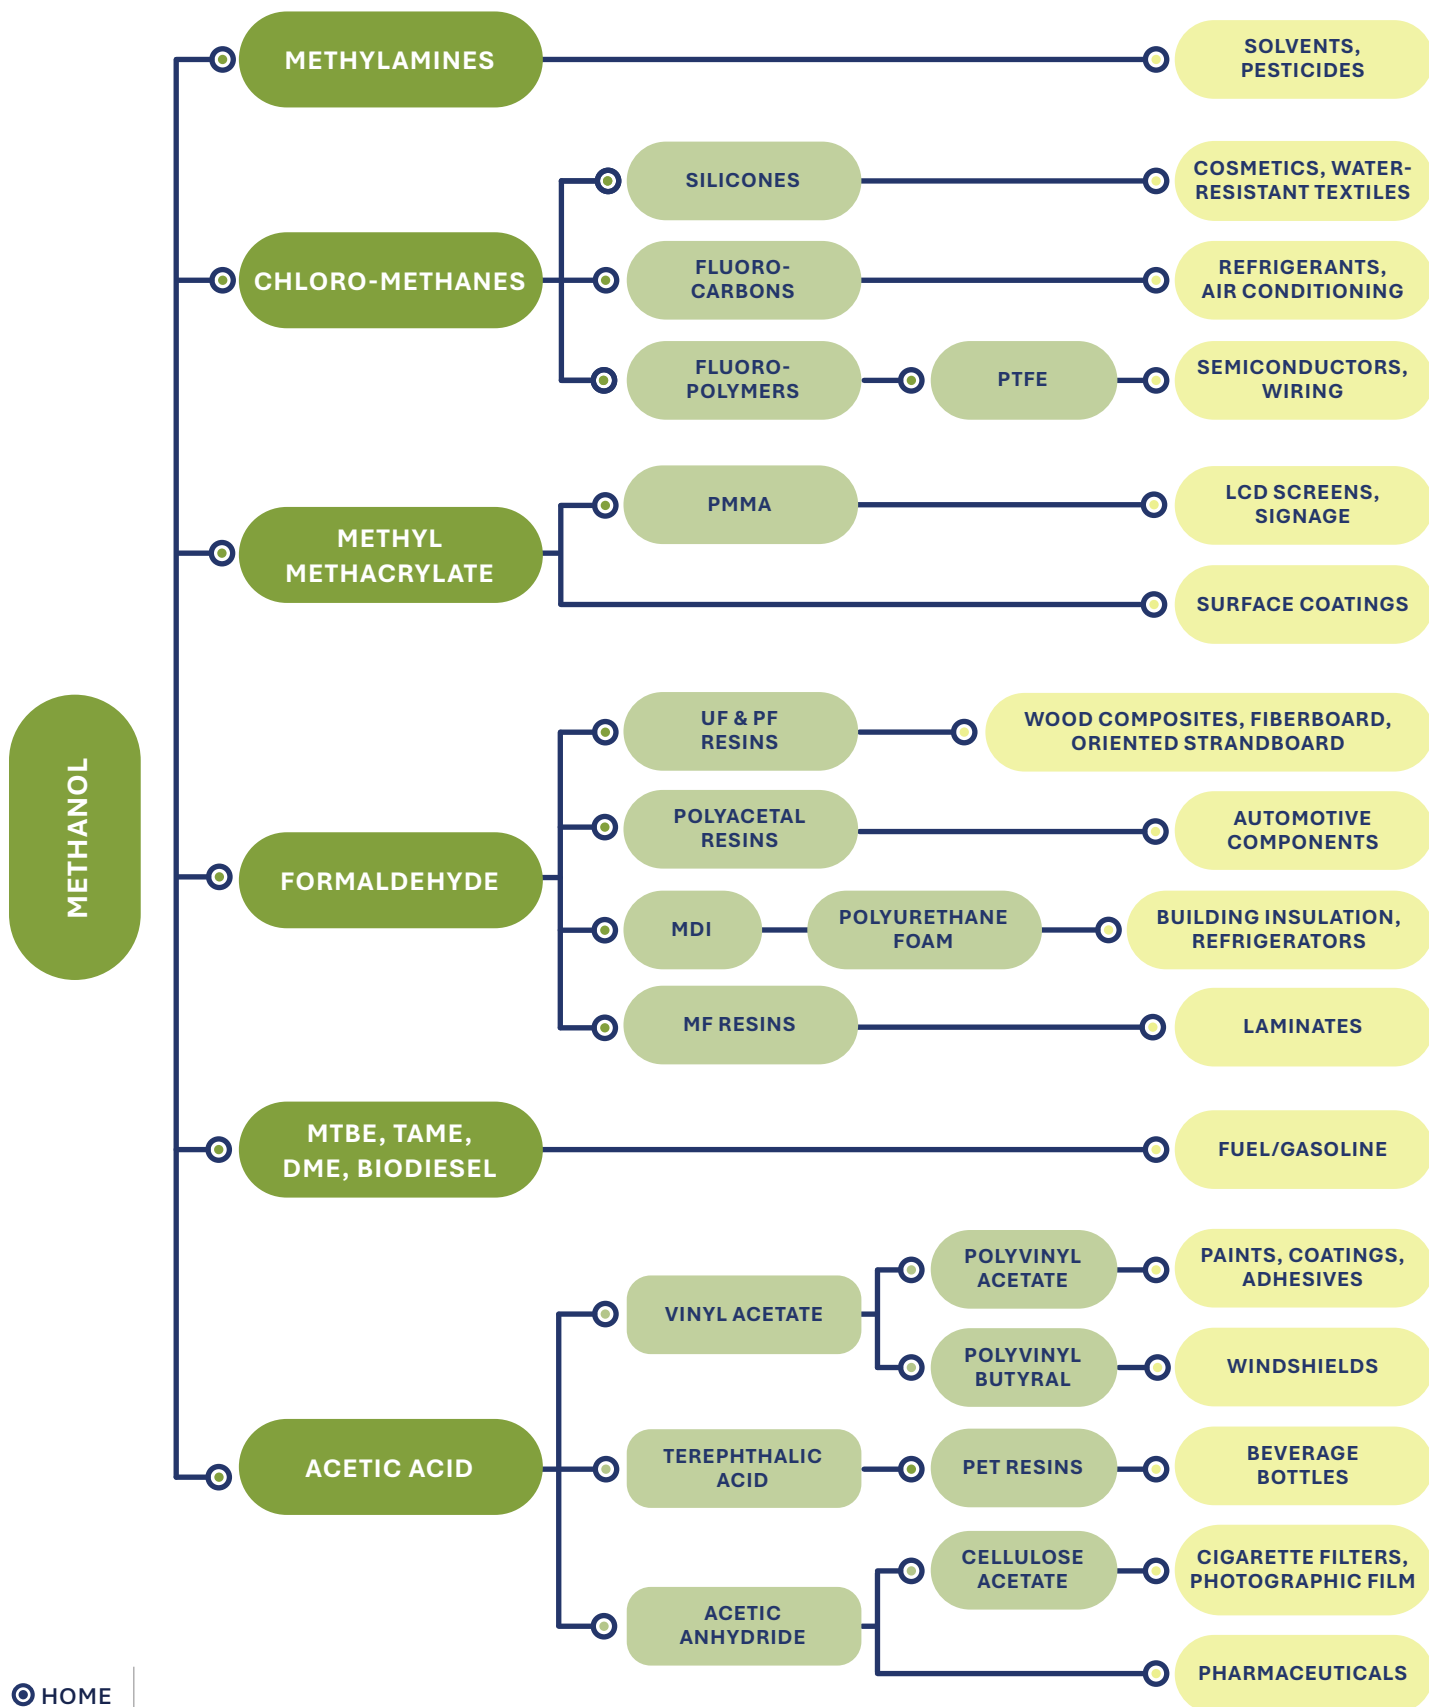 METHANOL
METHYLAMINES
SOLVENTS,
PESTICIDES
CHLORO-METHANES
SILICONES
COSMETICS, WATER-
RESISTANT TEXTILES
FLUORO-
CARBONS
REFRIGERANTS,
AIR CONDITIONING
FLUORO-
POLYMERS
PTFE
SEMICONDUCTORS,
WIRING
METHYL
METHACRYLATE
PMMA
LCD SCREENS,
SIGNAGE
SURFACE COATINGS
FORMALDEHYDE
UF & PF
RESINS
WOOD COMPOSITES, FIBERBOARD,
ORIENTED STRANDBOARD
POLYACETAL
RESINS
AUTOMOTIVE
COMPONENTS
MDI
POLYURETHANE
FOAM
BUILDING INSULATION,
REFRIGERATORS
MF RESINS
LAMINATES
MTBE, TAME,
DME, BIODIESEL
FUEL/GASOLINE
ACETIC ACID
VINYL ACETATE
POLYVINYL
ACETATE
PAINTS, COATINGS,
ADHESIVES
POLYVINYL
BUTYRAL
WINDSHIELDS
TEREPHTHALIC
ACID
PET RESINS
BEVERAGE
BOTTLES
ACETIC
ANHYDRIDE
CELLULOSE
ACETATE
CIGARETTE FILTERS,
PHOTOGRAPHIC FILM
PHARMACEUTICALS
HOME